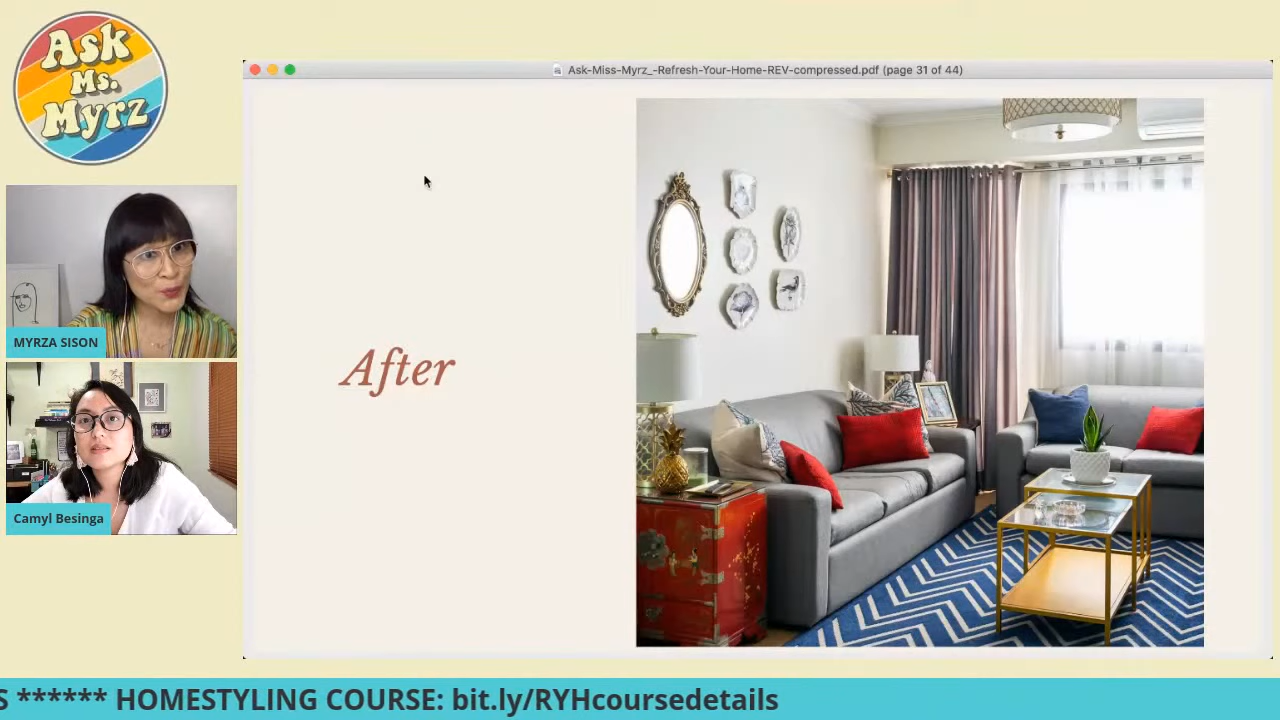 Ask
Ms.
Myrz
Ask-Miss-Myrz_-Refresh-Your-Home-REV-compressed.pdf (page 31 of 44)
After
MYRZA SISON
Camyl Besinga
S ****** HOMESTYLING COURSE: bit.ly/RYHcoursedetails